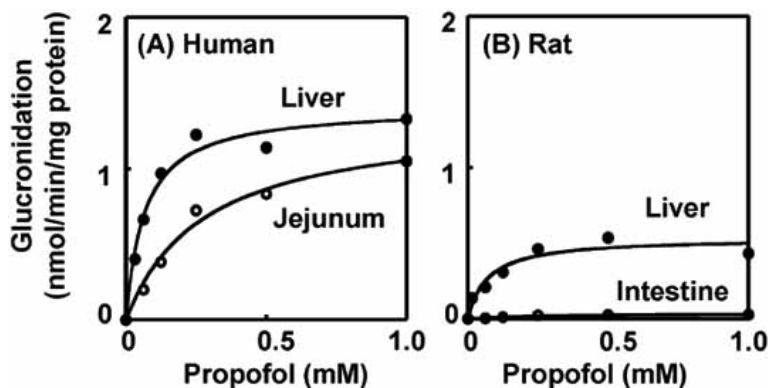 Glucronidation
(nmol/min/mg protein)
(A) Human
2
1
0
Liver
Jejunum
0 0.5 1.0
Propofol (mM)
(B) Rat
2
1
0
Liver
Intestine
0 0.5 1.0
Propofol (mM)